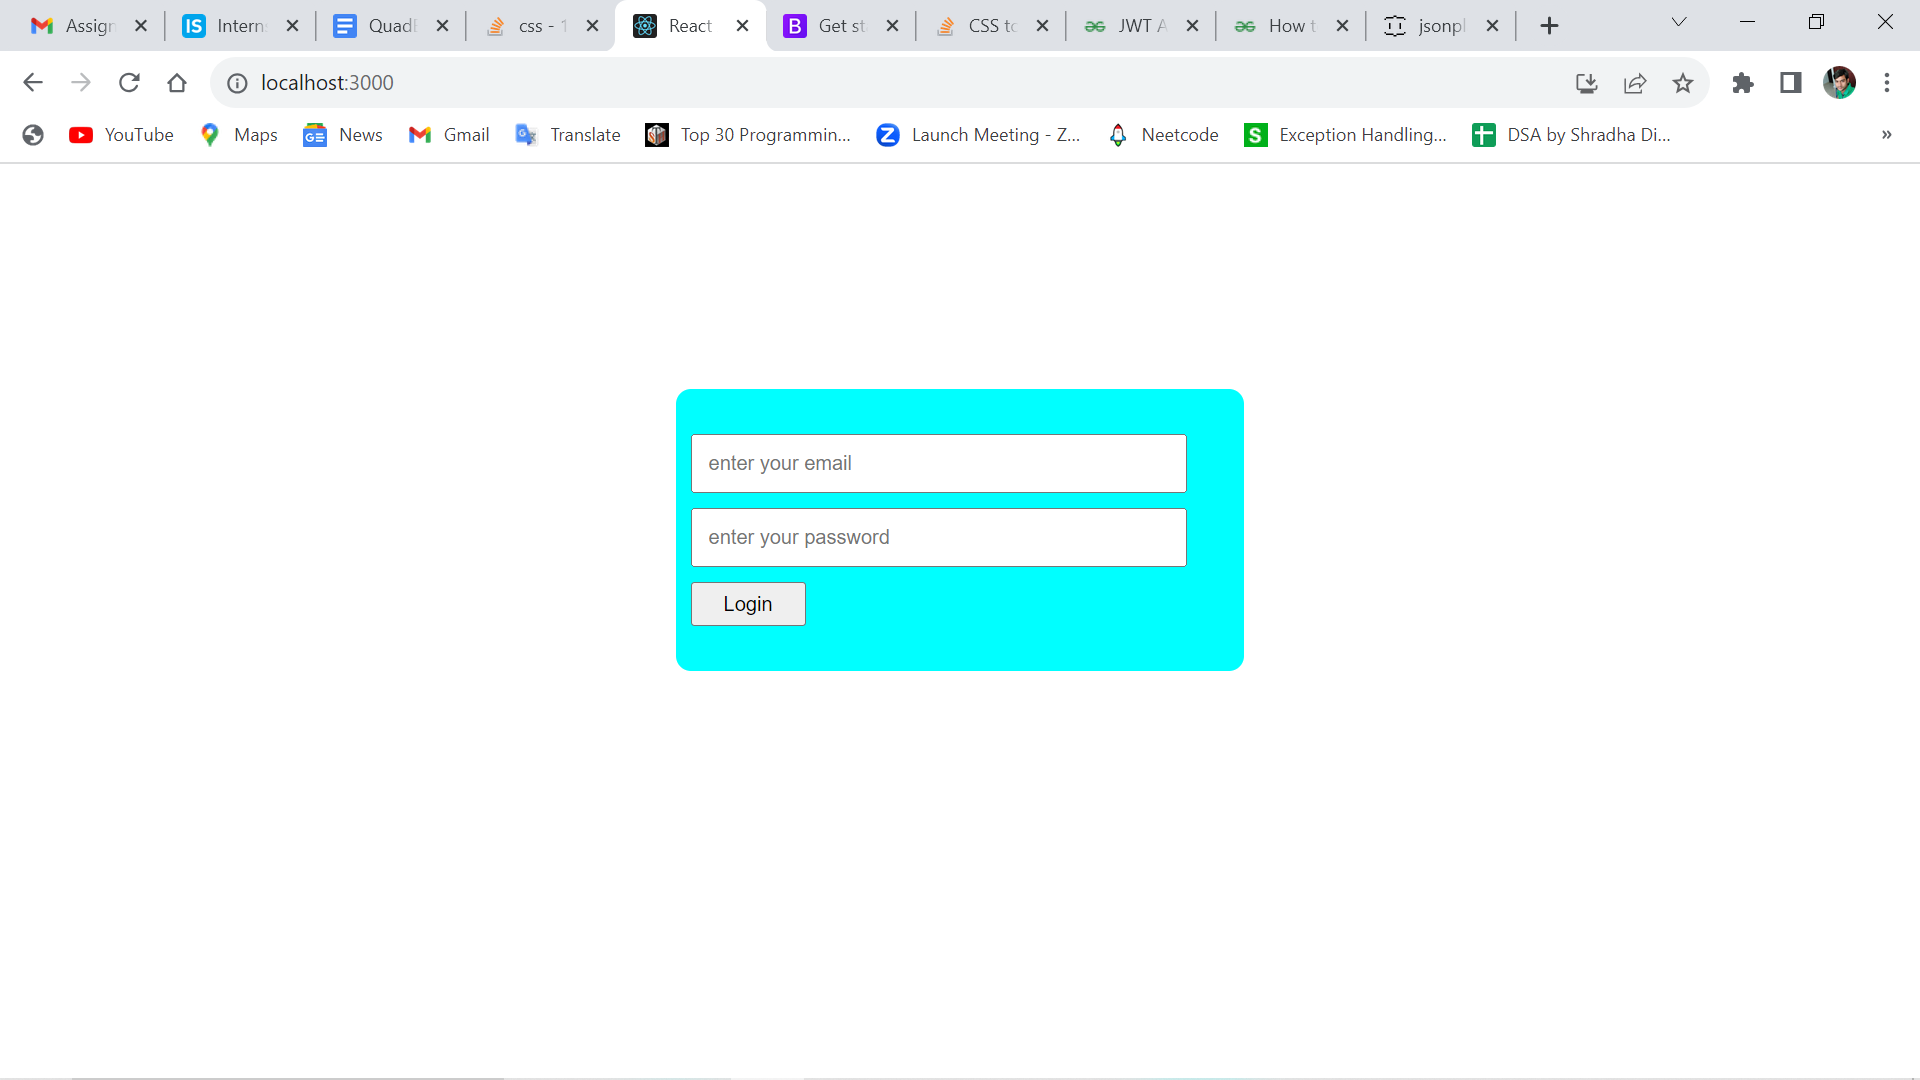 Assign
Intern
Quad
css - 1
React
Get st
CSS to
JWT A
How t
jsonpl
localhost:3000
YouTube
Maps
News
Gmail
Translate
Top 30 Programmin...
Launch Meeting - Z...
Neetcode
Exception Handling...
DSA by Shradha Di...
»
enter your email
enter your password
Login